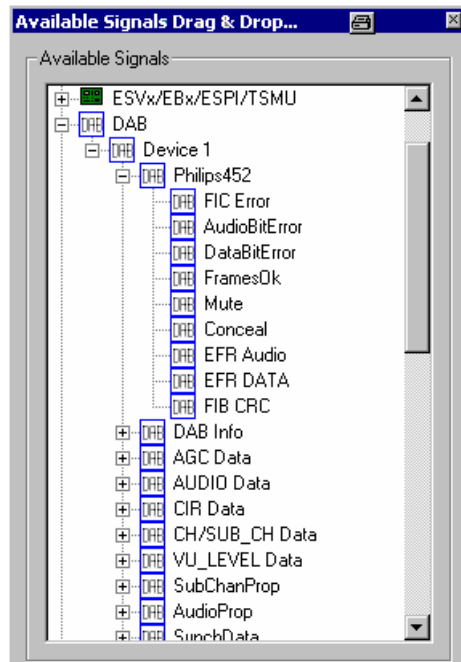 Available Signals Drag & Drop...
Available Signals
ESVx/EBx/ESPI/TSMU
DAB DAB
DAB Device 1
DAB Philips452
DAB FIC Error
DAB AudioBitError
DAB DataBitError
DAB FramesOk
DAB Mute
DAB Conceal
DAB EFR Audio
DAB EFR DATA
DAB FIB CRC
DAB DAB Info
DAB AGC Data
DAB AUDIO Data
DAB CIR Data
DAB CH/SUB_CH Data
DAB VU_LEVEL Data
DAB SubChanProp
DAB AudioProp
DAB SynchData